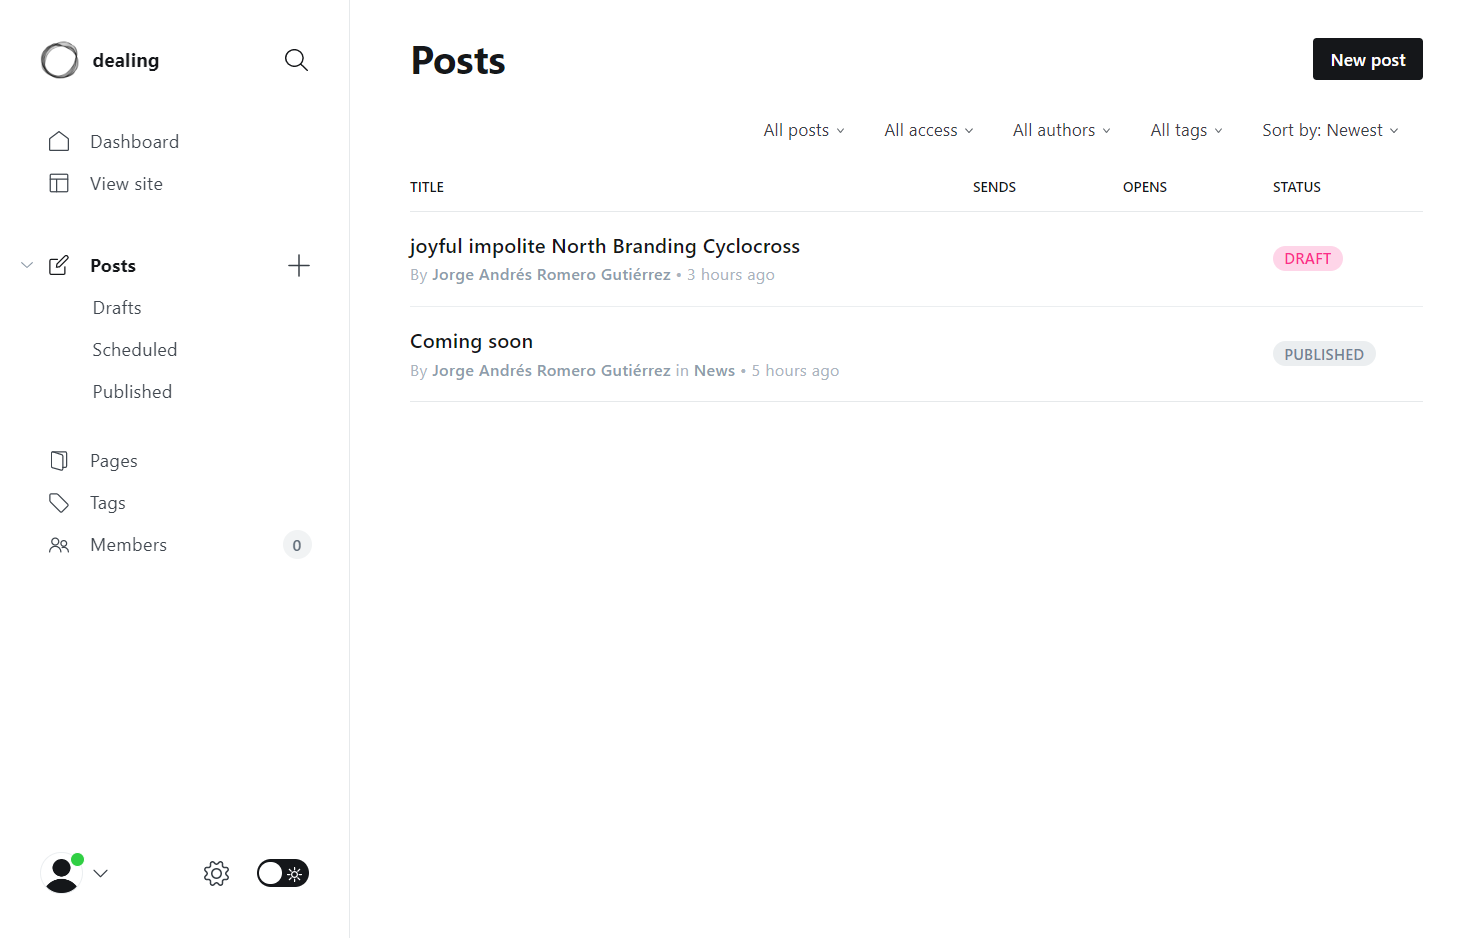 dealing
Dashboard
View site
Posts
Drafts
Scheduled
Published
Pages
Tags
Members 0
Posts
New post
All posts All access All authors All tags Sort by: Newest
TITLE SENDS OPENS STATUS
joyful impolite North Branding Cyclocross
By Jorge Andrés Romero Gutiérrez • 3 hours ago
DRAFT
Coming soon
By Jorge Andrés Romero Gutiérrez in News • 5 hours ago
PUBLISHED